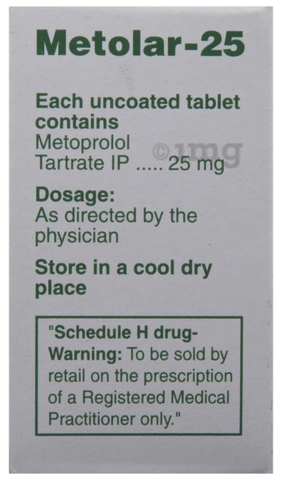 Metolar-25
Each uncoated tablet
contains
Metoprolol
©1mg
Tartrate IP ..... 25 mg
Dosage:
As directed by the
physician
Store in a cool dry
place
"Schedule H drug-
Warning: To be sold by
retail on the prescription
of a Registered Medical
Practitioner only."